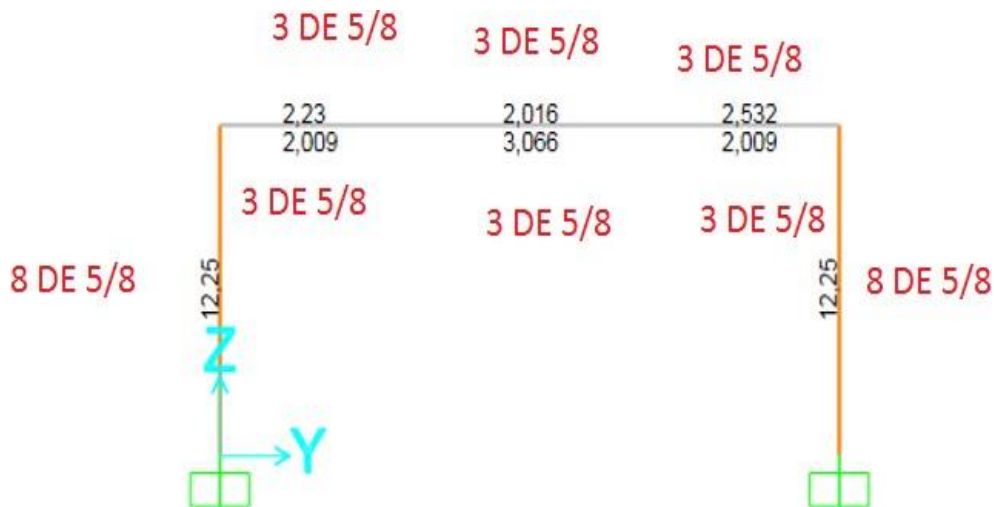 3 DE 5/8
3 DE 5/8
3 DE 5/8
2,23
2,016
2,532
2,009
3,066
2,009
3 DE 5/8
3 DE 5/8
3 DE 5/8
8 DE 5/8
12,25
12,25
8 DE 5/8
Z
Y